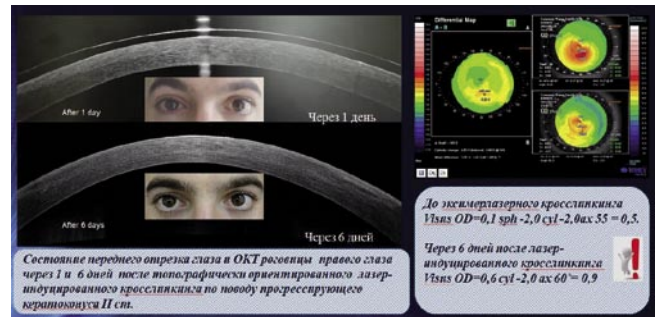 After 1 day
Через 1 день
After 6 days
Через 6 дней
Состояние переднего отрезка глаза и ОКТ роговицы правого глаза
через 1 и 6 дней после топографически ориентированного лазер-
индуцированного кросслинкинга по поводу прогрессирующего
кератоконуса II ст.
Differential Map
A - B
До эксимерлазерного кросслинкинга
Visus OD=0,1 sph -2,0 cyl -2,0ax 55 = 0,5.
Через 6 дней после лазер-
индуцированного кросслинкинга
Visus OD=0,6 cyl -2,0 ax 60°= 0,9